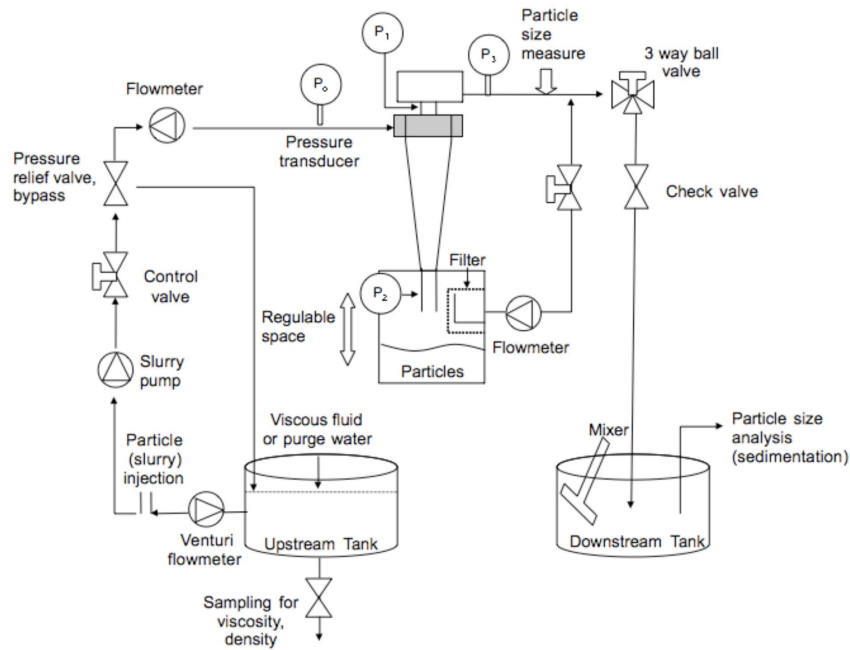 P1
P3
Particle
size
measure
3 way ball
valve
Flowmeter
Po
Pressure
transducer
Pressure
relief valve,
bypass
Check valve
Control
valve
Filter
P2
Regulable
space
Flowmeter
Particles
Slurry
pump
Viscous fluid
or purge water
Particle
(slurry)
injection
Mixer
Particle size
analysis
(sedimentation)
Venturi
flowmeter
Upstream Tank
Downstream Tank
Sampling for
viscosity,
density